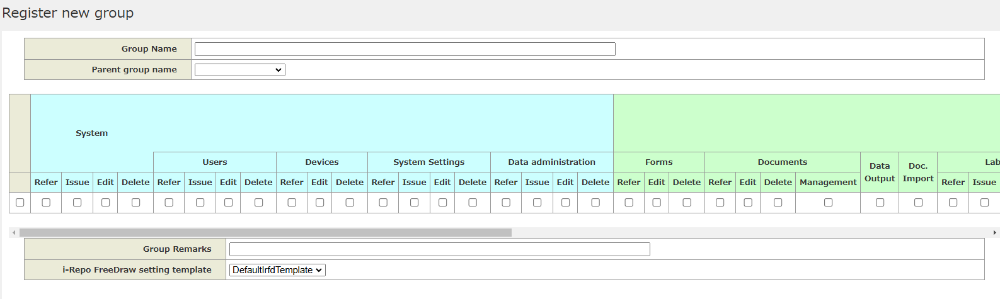 Register new group
Group Name
Parent group name
System
Users Devices System Settings Data administration Forms Documents Data Output Doc. Import Lab
Refer Issue Edit Delete Refer Issue Edit Delete Refer Edit Delete Refer Issue Edit Delete Refer Issue Edit Delete Refer Edit Delete Refer Edit Delete Management Refer Issue
Group Remarks
i-Repo FreeDraw setting template DefaultIrfdTemplate